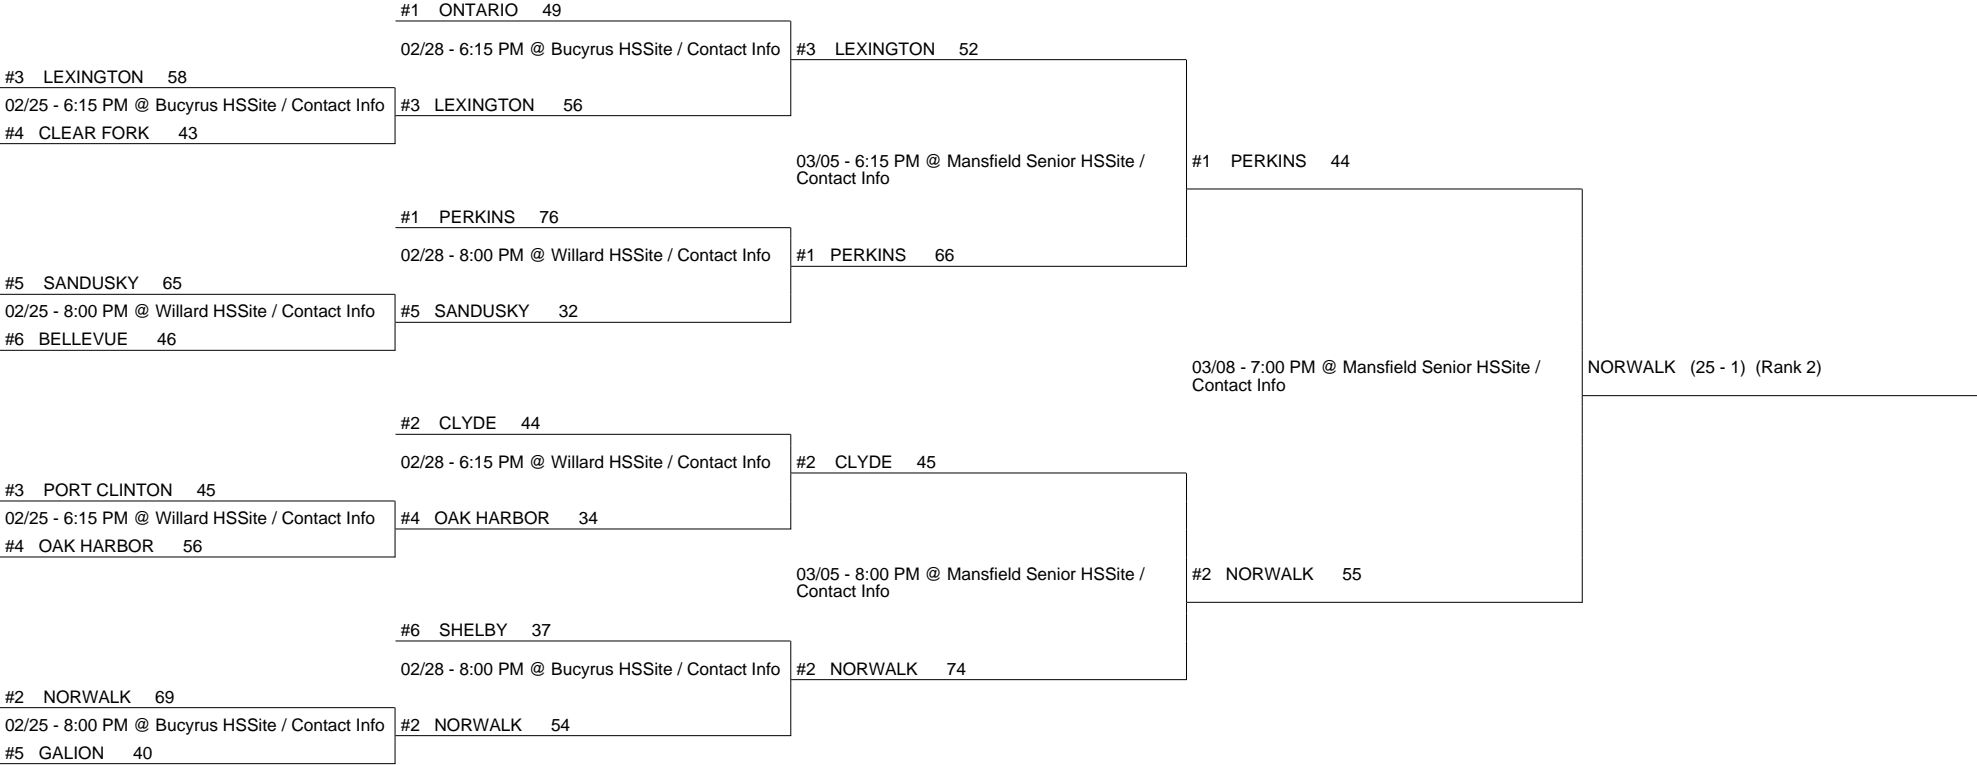 #1 ONTARIO 49
02/28 - 6:15 PM @ Bucyrus HSSite / Contact Info
#3 LEXINGTON 52
#3 LEXINGTON 58
02/25 - 6:15 PM @ Bucyrus HSSite / Contact Info
#3 LEXINGTON 56
#4 CLEAR FORK 43
03/05 - 6:15 PM @ Mansfield Senior HSSite /
Contact Info
#1 PERKINS 44
#1 PERKINS 76
02/28 - 8:00 PM @ Willard HSSite / Contact Info
#1 PERKINS 66
#5 SANDUSKY 65
02/25 - 8:00 PM @ Willard HSSite / Contact Info
#5 SANDUSKY 32
#6 BELLEVUE 46
03/08 - 7:00 PM @ Mansfield Senior HSSite /
Contact Info
NORWALK (25 - 1) (Rank 2)
#2 CLYDE 44
02/28 - 6:15 PM @ Willard HSSite / Contact Info
#2 CLYDE 45
#3 PORT CLINTON 45
02/25 - 6:15 PM @ Willard HSSite / Contact Info
#4 OAK HARBOR 34
#4 OAK HARBOR 56
03/05 - 8:00 PM @ Mansfield Senior HSSite /
Contact Info
#2 NORWALK 55
#6 SHELBY 37
02/28 - 8:00 PM @ Bucyrus HSSite / Contact Info
#2 NORWALK 74
#2 NORWALK 69
02/25 - 8:00 PM @ Bucyrus HSSite / Contact Info
#2 NORWALK 54
#5 GALION 40